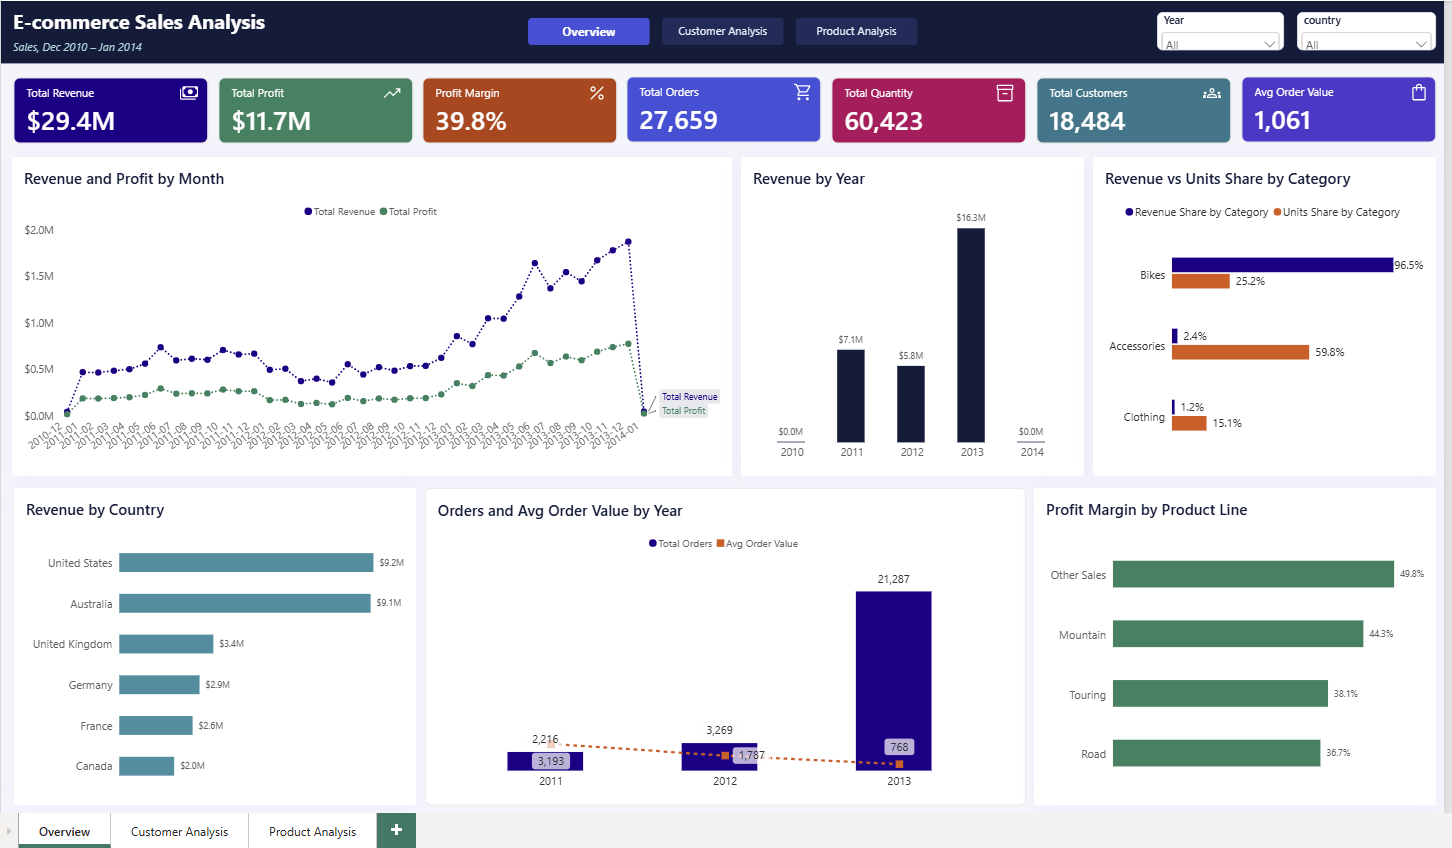 E-commerce Sales Analysis
Sales, Dec 2010 – Jan 2014
Overview
Customer Analysis
Product Analysis
Year
All
country
All
Total Revenue
$29.4M
Total Profit
$11.7M
Profit Margin
39.8%
Total Orders
27,659
Total Quantity
60,423
Total Customers
18,484
Avg Order Value
1,061
Revenue and Profit by Month
Total Revenue Total Profit
$2.0M
$1.5M
$1.0M
$0.5M
$0.0M
Total Revenue
Total Profit
2010-12 2011-01 2011-02 2011-03 2011-04 2011-05 2011-06 2011-07 2011-08 2011-09 2011-10 2011-11 2011-12 2012-01 2012-02 2012-03 2012-04 2012-05 2012-06 2012-07 2012-08 2012-09 2012-10 2012-11 2012-12 2013-01 2013-02 2013-03 2013-04 2013-05 2013-06 2013-07 2013-08 2013-09 2013-10 2013-11 2013-12 2014-01
Revenue by Year
$16.3M
$7.1M
$5.8M
$0.0M
$0.0M
2010 2011 2012 2013 2014
Revenue vs Units Share by Category
Revenue Share by Category Units Share by Category
Bikes
96.5%
25.2%
Accessories
2.4%
59.8%
Clothing
1.2%
15.1%
Revenue by Country
United States $9.2M
Australia $9.1M
United Kingdom $3.4M
Germany $2.9M
France $2.6M
Canada $2.0M
Orders and Avg Order Value by Year
Total Orders Avg Order Value
21,287
3,269
2,216
768
1,787
3,193
2011 2012 2013
Profit Margin by Product Line
Other Sales 49.8%
Mountain 44.3%
Touring 38.1%
Road 36.7%
Overview
Customer Analysis
Product Analysis
+